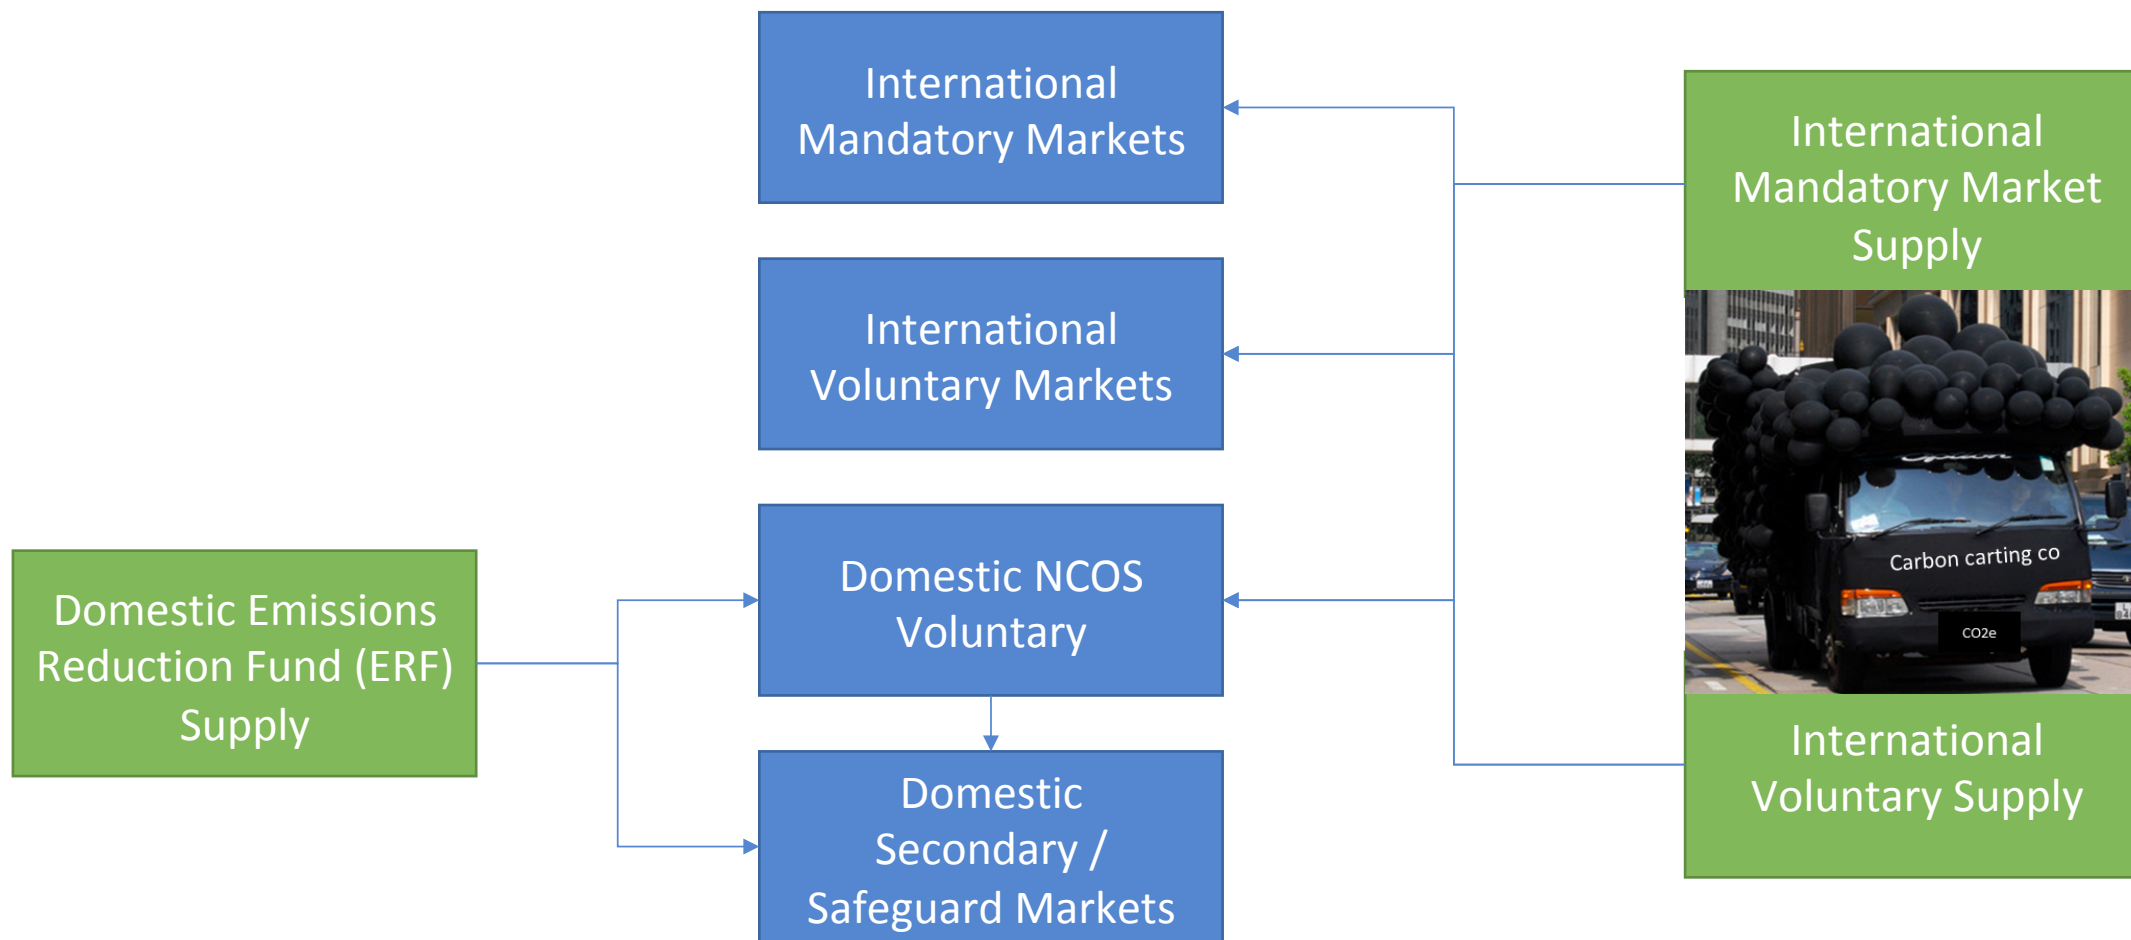 International
Mandatory Markets
International
Voluntary Markets
Domestic NCOS
Voluntary
Domestic
Secondary /
Safeguard Markets
Domestic Emissions
Reduction Fund (ERF)
Supply
International
Mandatory Market
Supply
Carbon carting co
CO2e
International
Voluntary Supply